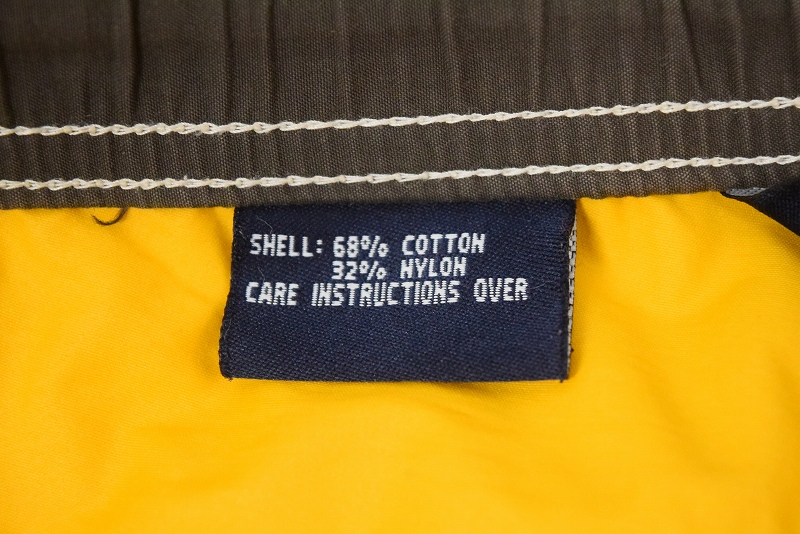 SHELL: 68% COTTON
32% NYLON
CARE INSTRUCTIONS OVER